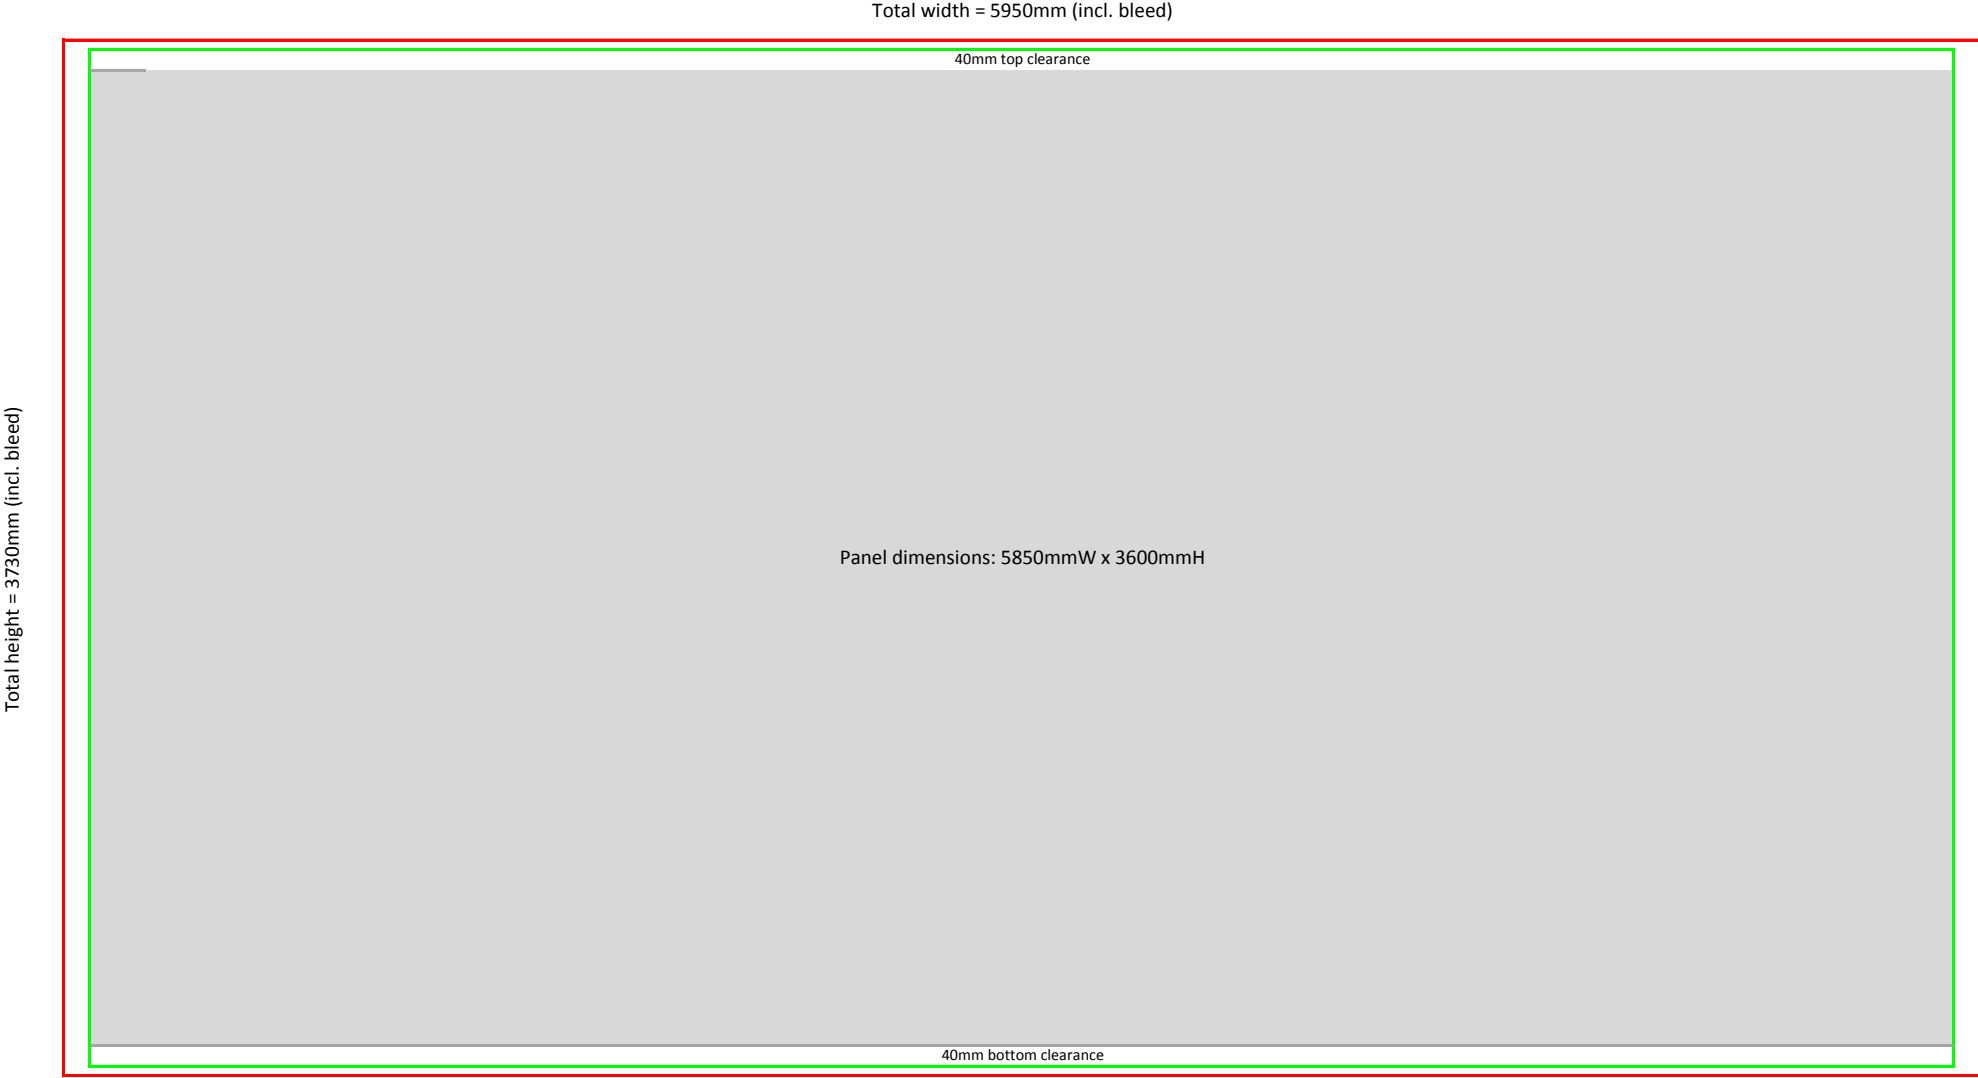 Total width = 5950mm (incl. bleed)
40mm top clearance
Total height = 3730mm (incl. bleed)
Panel dimensions: 5850mmW x 3600mmH
40mm bottom clearance